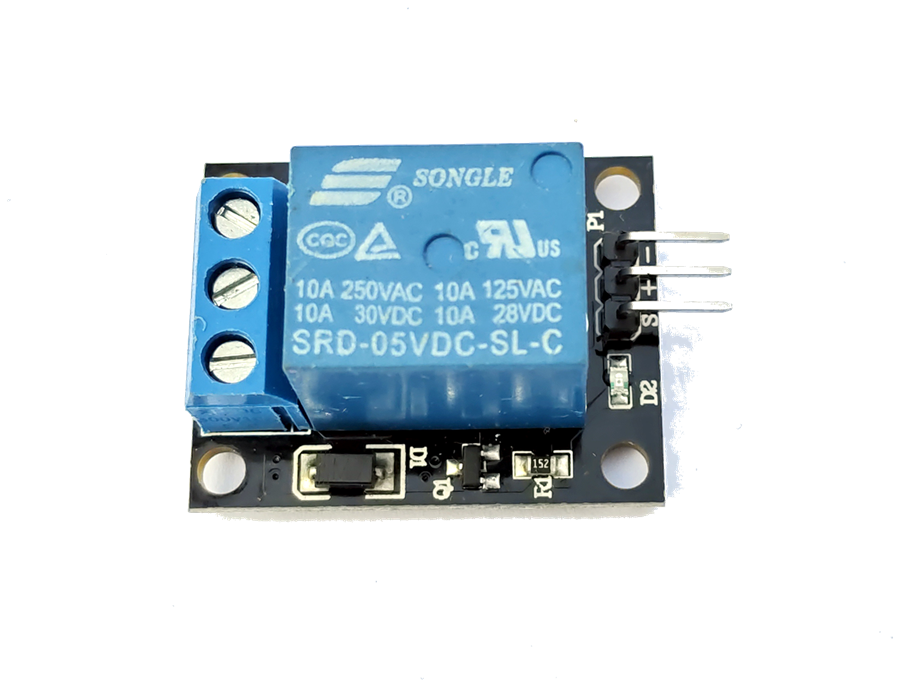 SONGLE
®
CQC
c RU US
10A 250VAC 10A 125VAC
10A 30VDC 10A 28VDC
SRD-05VDC-SL-C
P1
-
+
S
D2
D1
Q1
152
R1